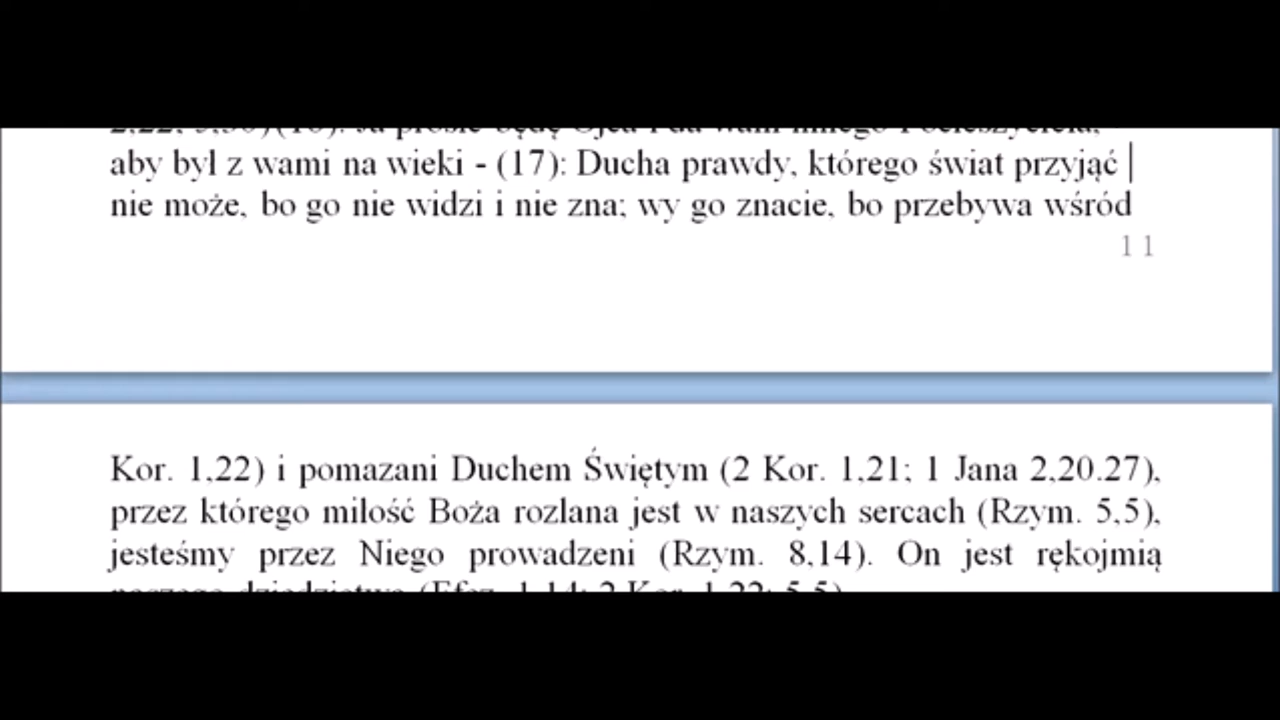 aby był z wami na wieki - (17): Ducha prawdy, którego świat przyjąć
nie może, bo go nie widzi i nie zna; wy go znacie, bo przebywa wśród
11
Kor. 1,22) i pomazani Duchem Świętym (2 Kor. 1,21; 1 Jana 2,20.27),
przez którego miłość Boża rozlana jest w naszych sercach (Rzym. 5,5),
jesteśmy przez Niego prowadzeni (Rzym. 8,14). On jest rękojmią